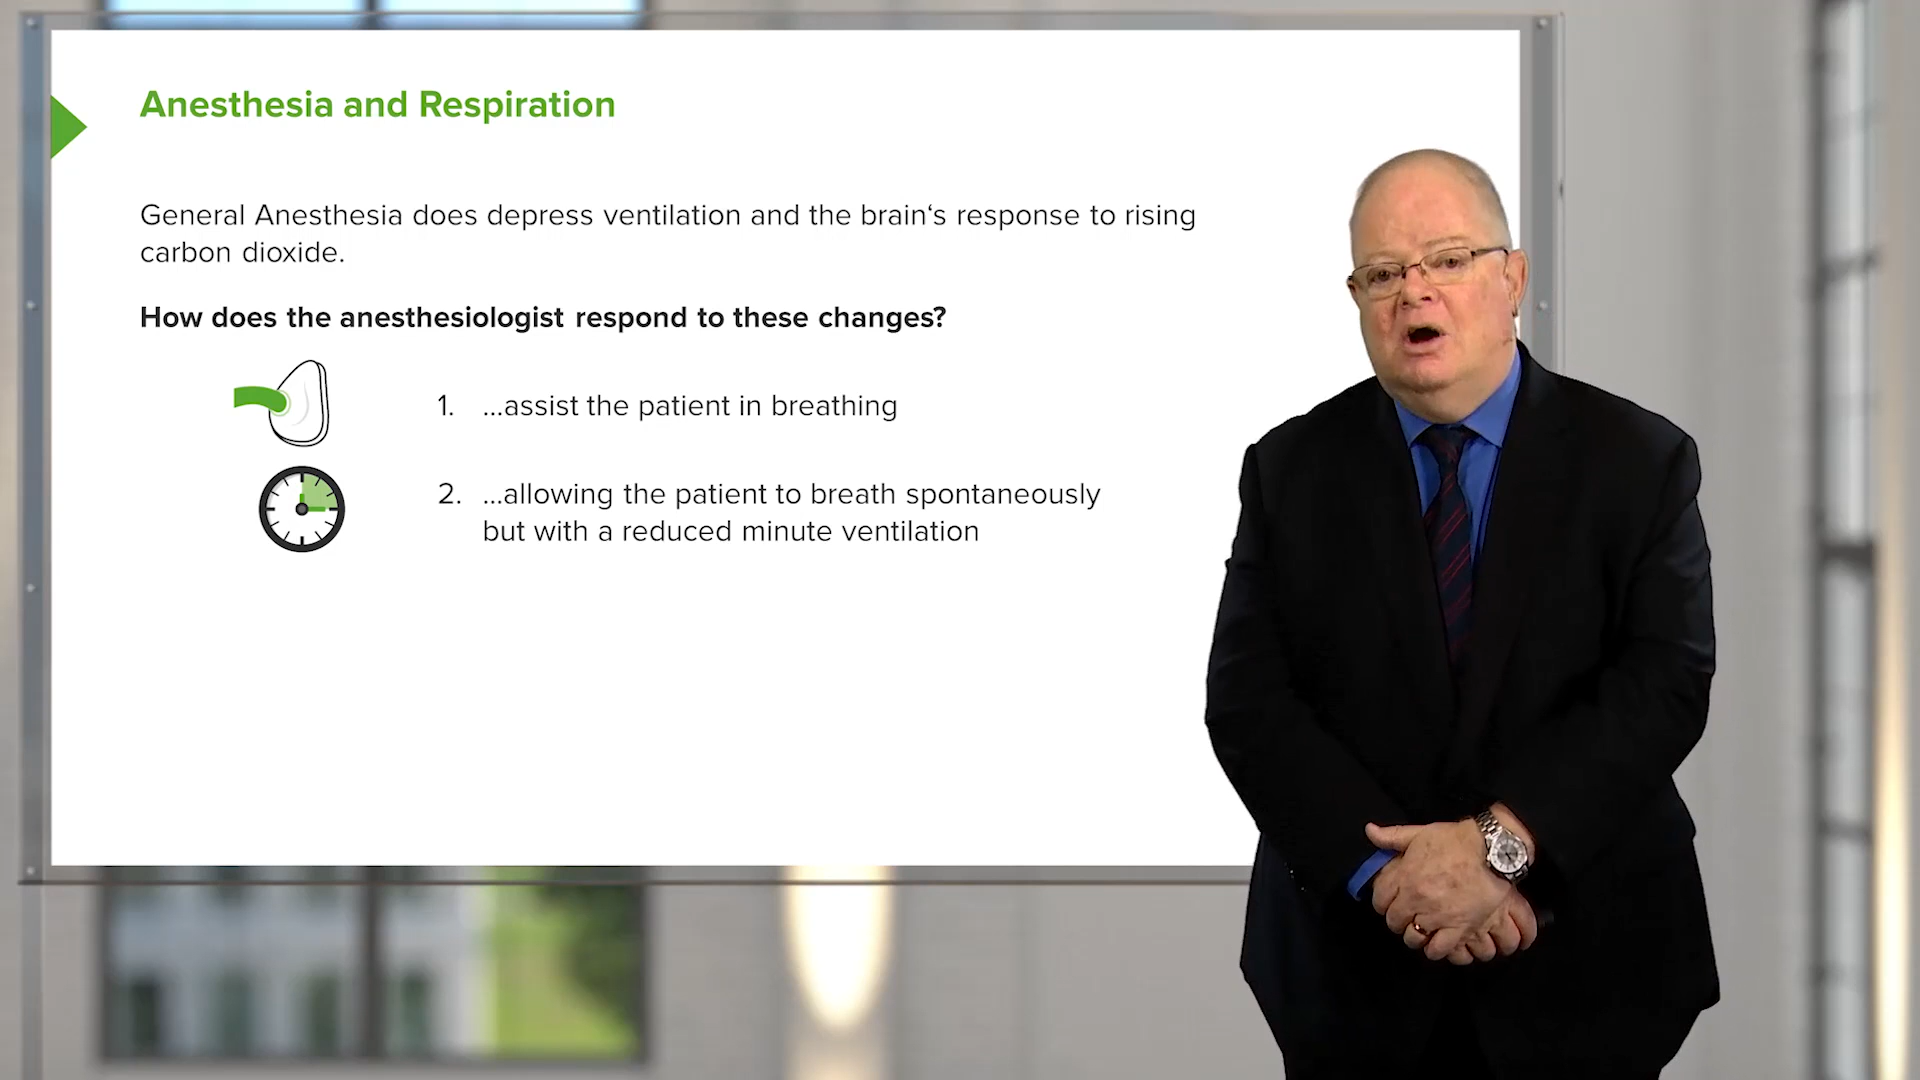 Anesthesia and Respiration
General Anesthesia does depress ventilation and the brain‘s response to rising
carbon dioxide.
How does the anesthesiologist respond to these changes?
1. ...assist the patient in breathing
2. ...allowing the patient to breath spontaneously
but with a reduced minute ventilation